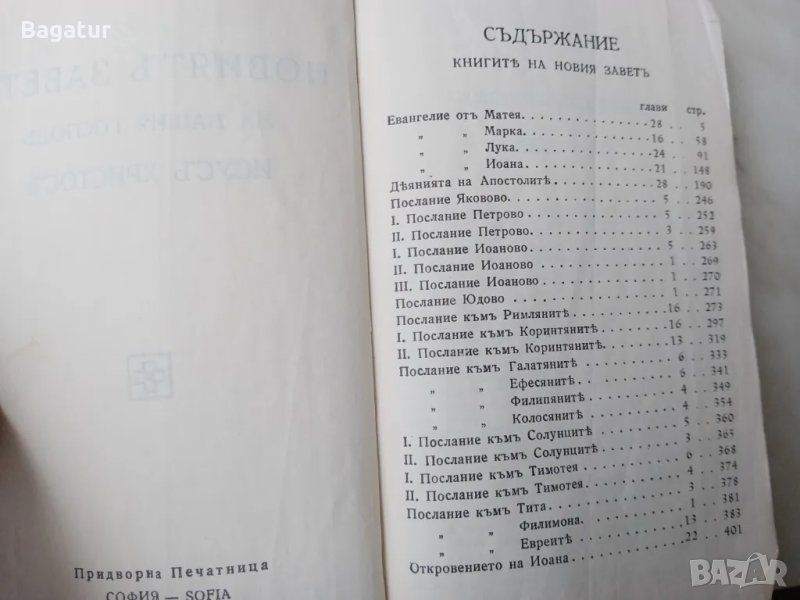 Bagatur
Придворна Печатница
СОФИЯ — SOFIA
СЪДЪРЖАНИЕ
КНИГИТѢ НА НОВИЯ ЗАВЕТЪ
глави стр.
Евангелие отъ Матея . . . . . . . . 28 . . 5
„ „ Марка . . . . . . . . 16 . . 58
„ „ Лука . . . . . . . . 24 . . 91
„ „ Иоана . . . . . . . . 21 . . 148
Дѣянията на Апостолитѣ . . . . . . . . 28 . . 190
Послание Яковово. . . . . . . . . 5 . . 246
I. Послание Петрово . . . . . . . . 5 . . 252
II. Послание Петрово. . . . . . . . . 3 . . 259
I. Послание Иоаново . . . . . . . . 5 . . 263
II. Послание Иоаново . . . . . . . . 1 . . 269
III. Послание Иоаново . . . . . . . . 1 . . 270
Послание Юдово . . . . . . . . 1 . . 271
Послание къмъ Римлянитѣ . . . . . . . . 16 . . 273
I. Послание къмъ Коринтянитѣ . . . . . . . . 16 . . 297
II. Послание къмъ Коринтянитѣ. . . . . . . . . 13 . . 319
Послание къмъ Галатянитѣ . . . . . . . . 6 . . 333
„ „ Ефесянитѣ . . . . . . . . 6 . . 341
„ „ Филипянитѣ . . . . . . . . 4 . . 349
„ „ Колосянитѣ . . . . . . . . 4 . . 354
I. Послание къмъ Солунцитѣ . . . . . . . . 5 . . 360
II. Послание къмъ Солунцитѣ . . . . . . . . 3 . . 365
I. Послание къмъ Тимотея . . . . . . . . 6 . . 368
II. Послание къмъ Тимотея. . . . . . . . . 4 . . 374
Послание къмъ Тита . . . . . . . . 3 . . 378
„ „ Филимона. . . . . . . . . 1 . . 381
„ „ Евреитѣ . . . . . . . . 13 . . 383
Откровението на Иоана . . . . . . . . 22 . . 401
BAZAR